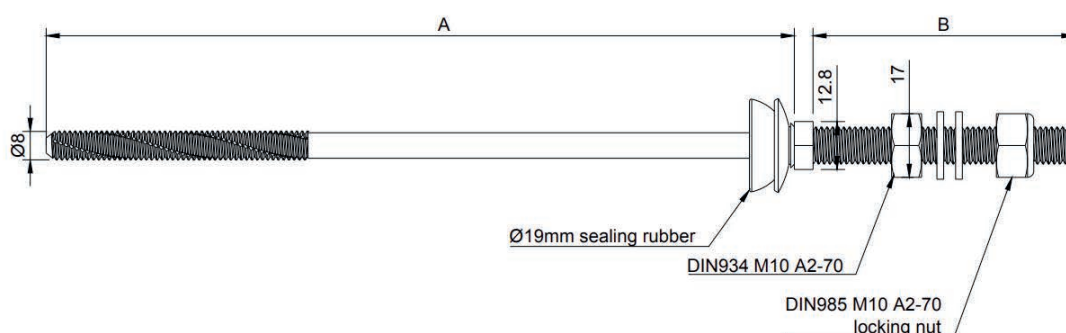 A
B
12.8
17
Ø8
Ø19mm sealing rubber
DIN934 M10 A2-70
DIN985 M10 A2-70
locking nut